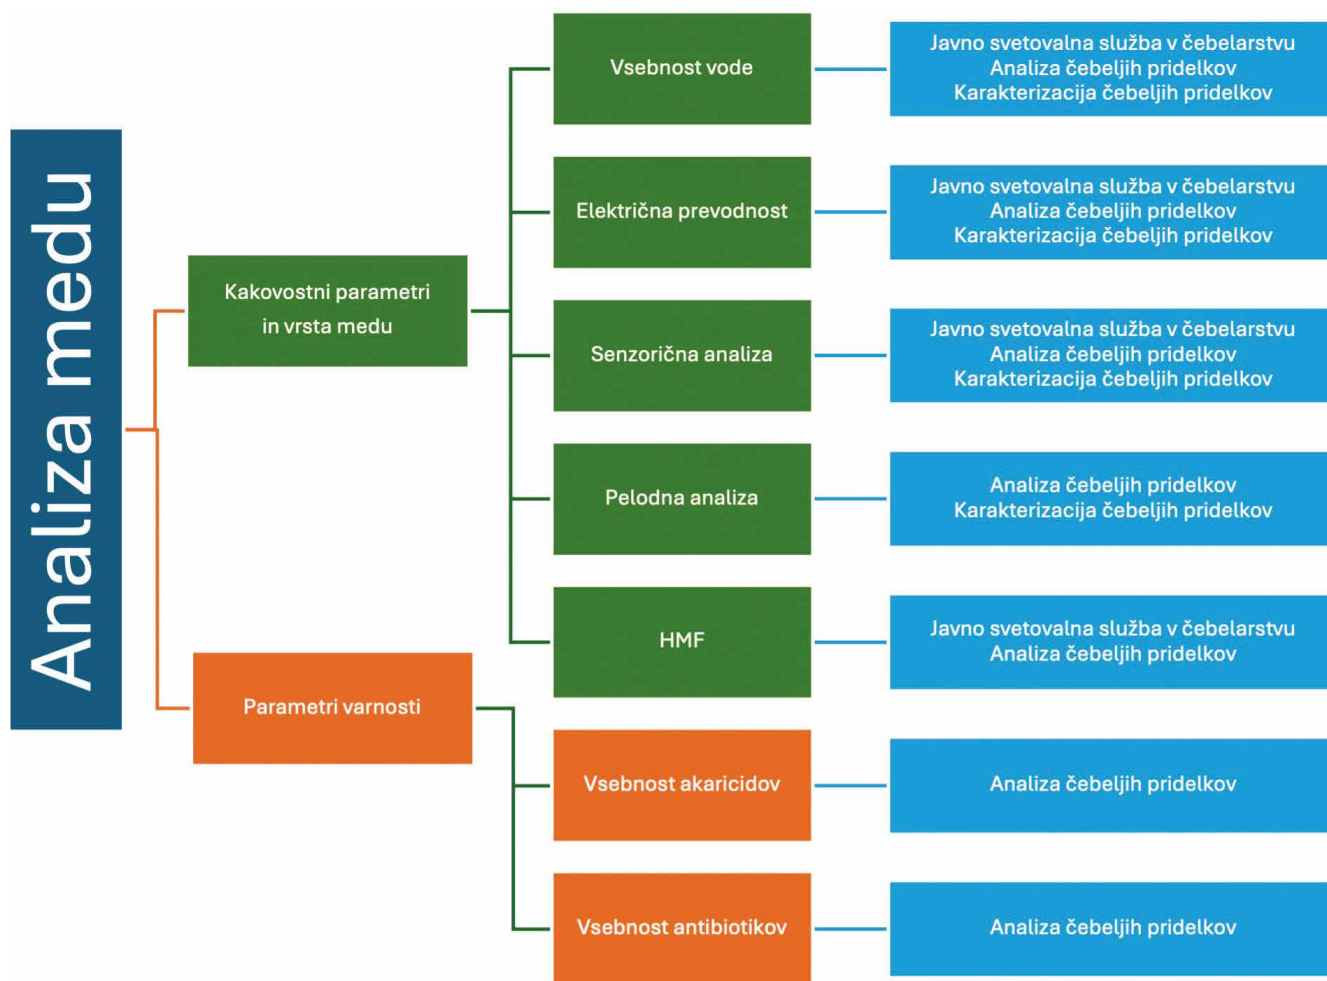 Analiza medu
Kakovostni parametri
in vrsta medu
Vsebnost vode
Javno svetovalna služba v čebelarstvu
Analiza čebeljih pridelkov
Karakterizacija čebeljih pridelkov
Električna prevodnost
Javno svetovalna služba v čebelarstvu
Analiza čebeljih pridelkov
Karakterizacija čebeljih pridelkov
Senzorična analiza
Javno svetovalna služba v čebelarstvu
Analiza čebeljih pridelkov
Karakterizacija čebeljih pridelkov
Pelodna analiza
Analiza čebeljih pridelkov
Karakterizacija čebeljih pridelkov
HMF
Javno svetovalna služba v čebelarstvu
Analiza čebeljih pridelkov
Parametri varnosti
Vsebnost akaricidov
Analiza čebeljih pridelkov
Vsebnost antibiotikov
Analiza čebeljih pridelkov